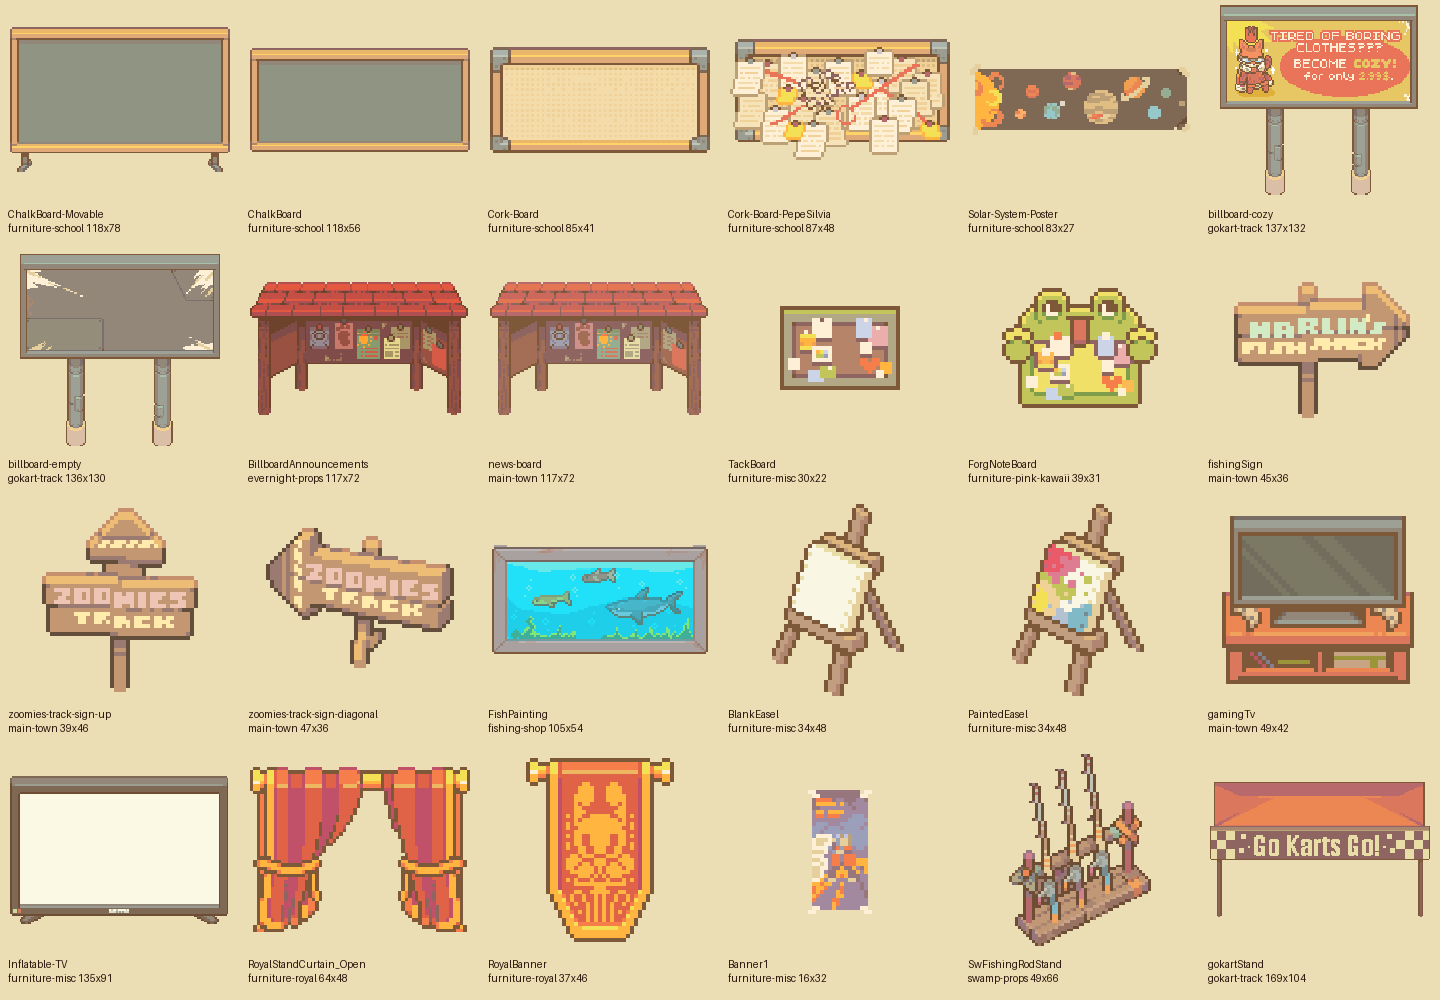 TIRED OF BORING
CLOTHES???
BECOME COZY!
for only 2.99$.
ChalkBoard-Movable
furniture-school 118x78
ChalkBoard
furniture-school 118x56
Cork-Board
furniture-school 85x41
Cork-Board-PepeSilvia
furniture-school 87x48
Solar-System-Poster
furniture-school 83x27
billboard-cozy
gokart-track 137x132
HARLIN'S
billboard-empty
gokart-track 136x130
BillboardAnnouncements
evernight-props 117x72
news-board
main-town 117x72
TackBoard
furniture-misc 30x22
ForgNoteBoard
furniture-pink-kawaii 39x31
fishingSign
main-town 45x36
ZOOMIES
TRACK
ZOOMIES
TRACK
zoomies-track-sign-up
main-town 39x46
zoomies-track-sign-diagonal
main-town 47x36
FishPainting
fishing-shop 105x54
BlankEasel
furniture-misc 34x48
PaintedEasel
furniture-misc 34x48
gamingTv
main-town 49x42
Go Karts Go!
Inflatable-TV
furniture-misc 135x91
RoyalStandCurtain_Open
furniture-royal 64x48
RoyalBanner
furniture-royal 37x46
Banner1
furniture-misc 16x32
SwFishingRodStand
swamp-props 49x66
gokartStand
gokart-track 169x104